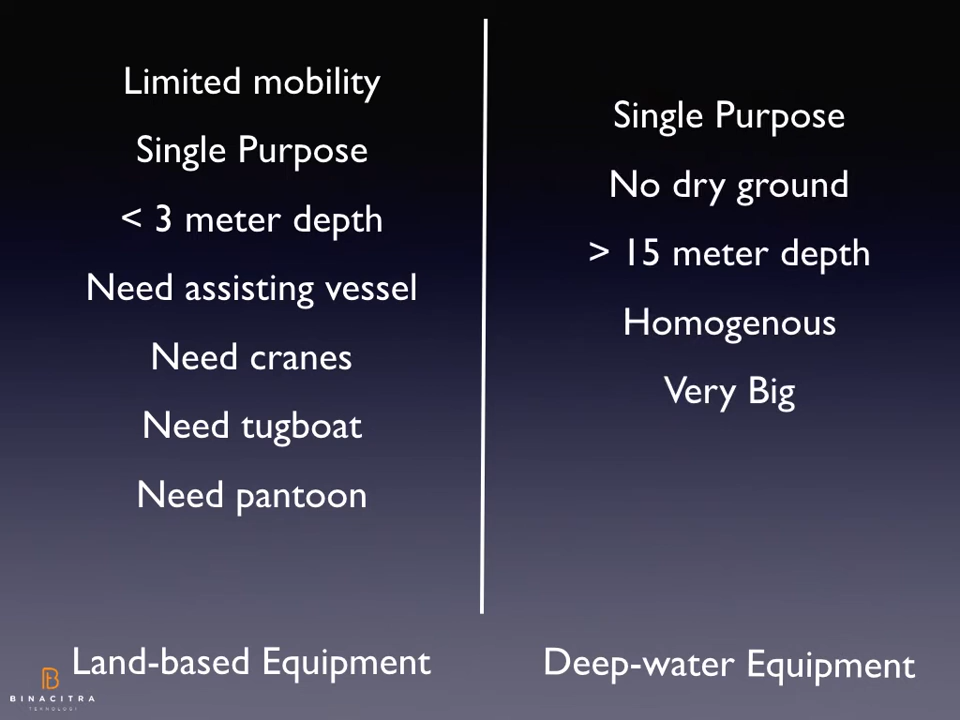 Limited mobility
Single Purpose
< 3 meter depth
Need assisting vessel
Need cranes
Need tugboat
Need pantoon
Land-based Equipment
Single Purpose
No dry ground
> 15 meter depth
Homogenous
Very Big
Deep-water Equipment
BINACITRA
TEKNOLOGI